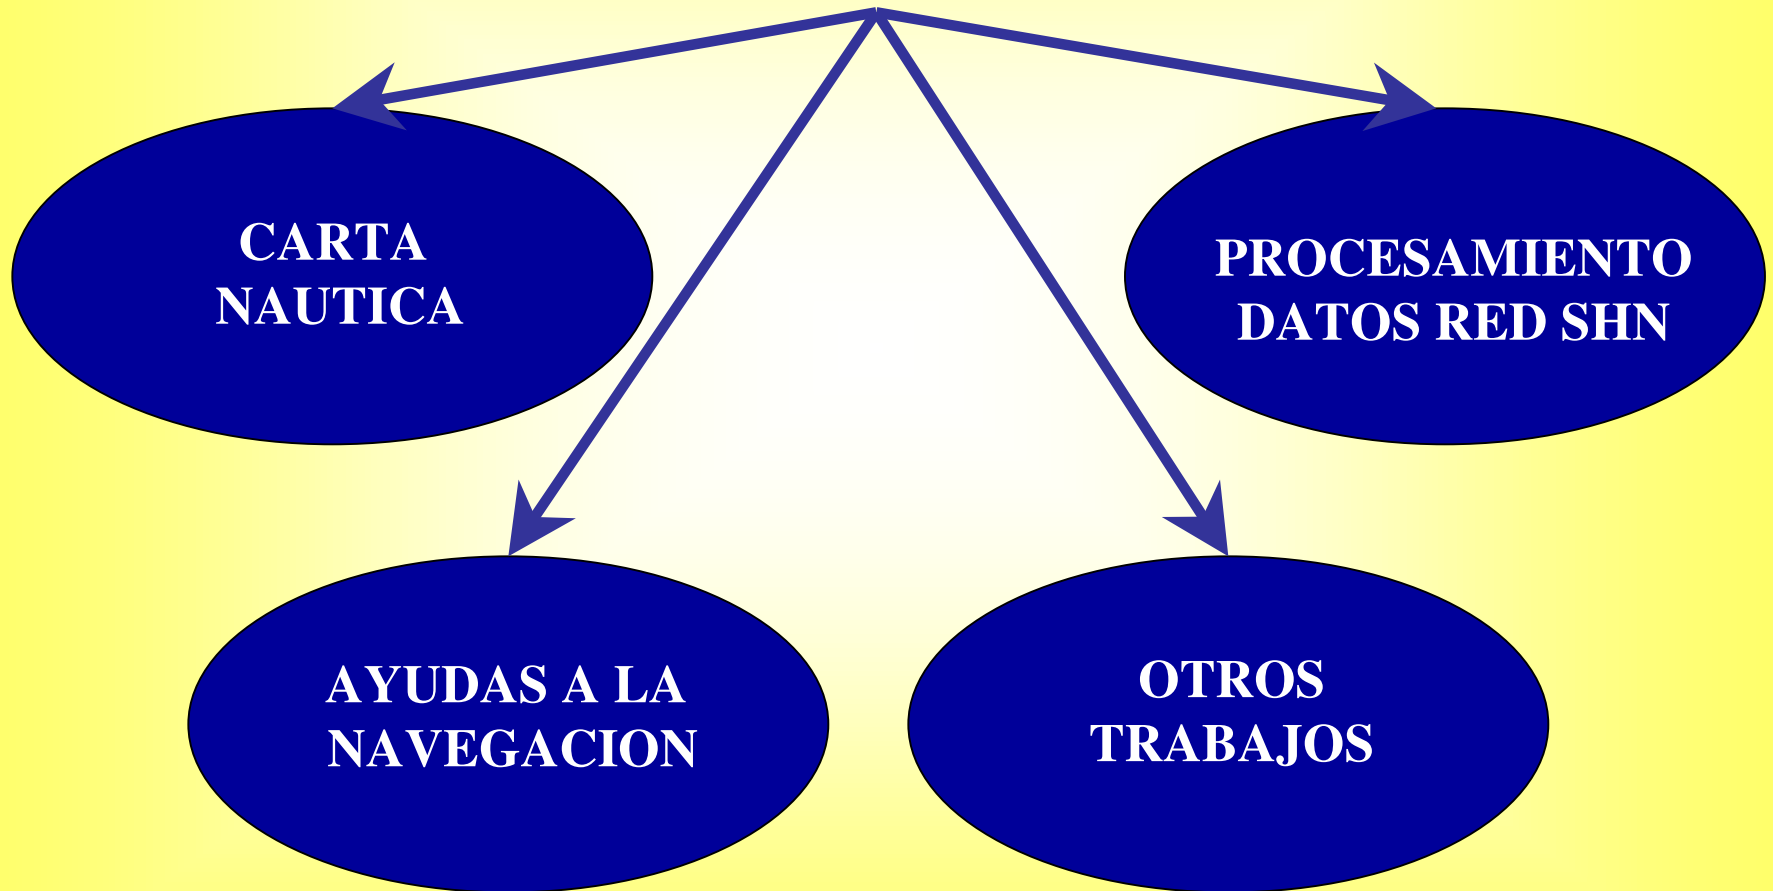 CARTA
NAUTICA
PROCESAMIENTO
DATOS RED SHN
AYUDAS A LA
NAVEGACION
OTROS
TRABAJOS